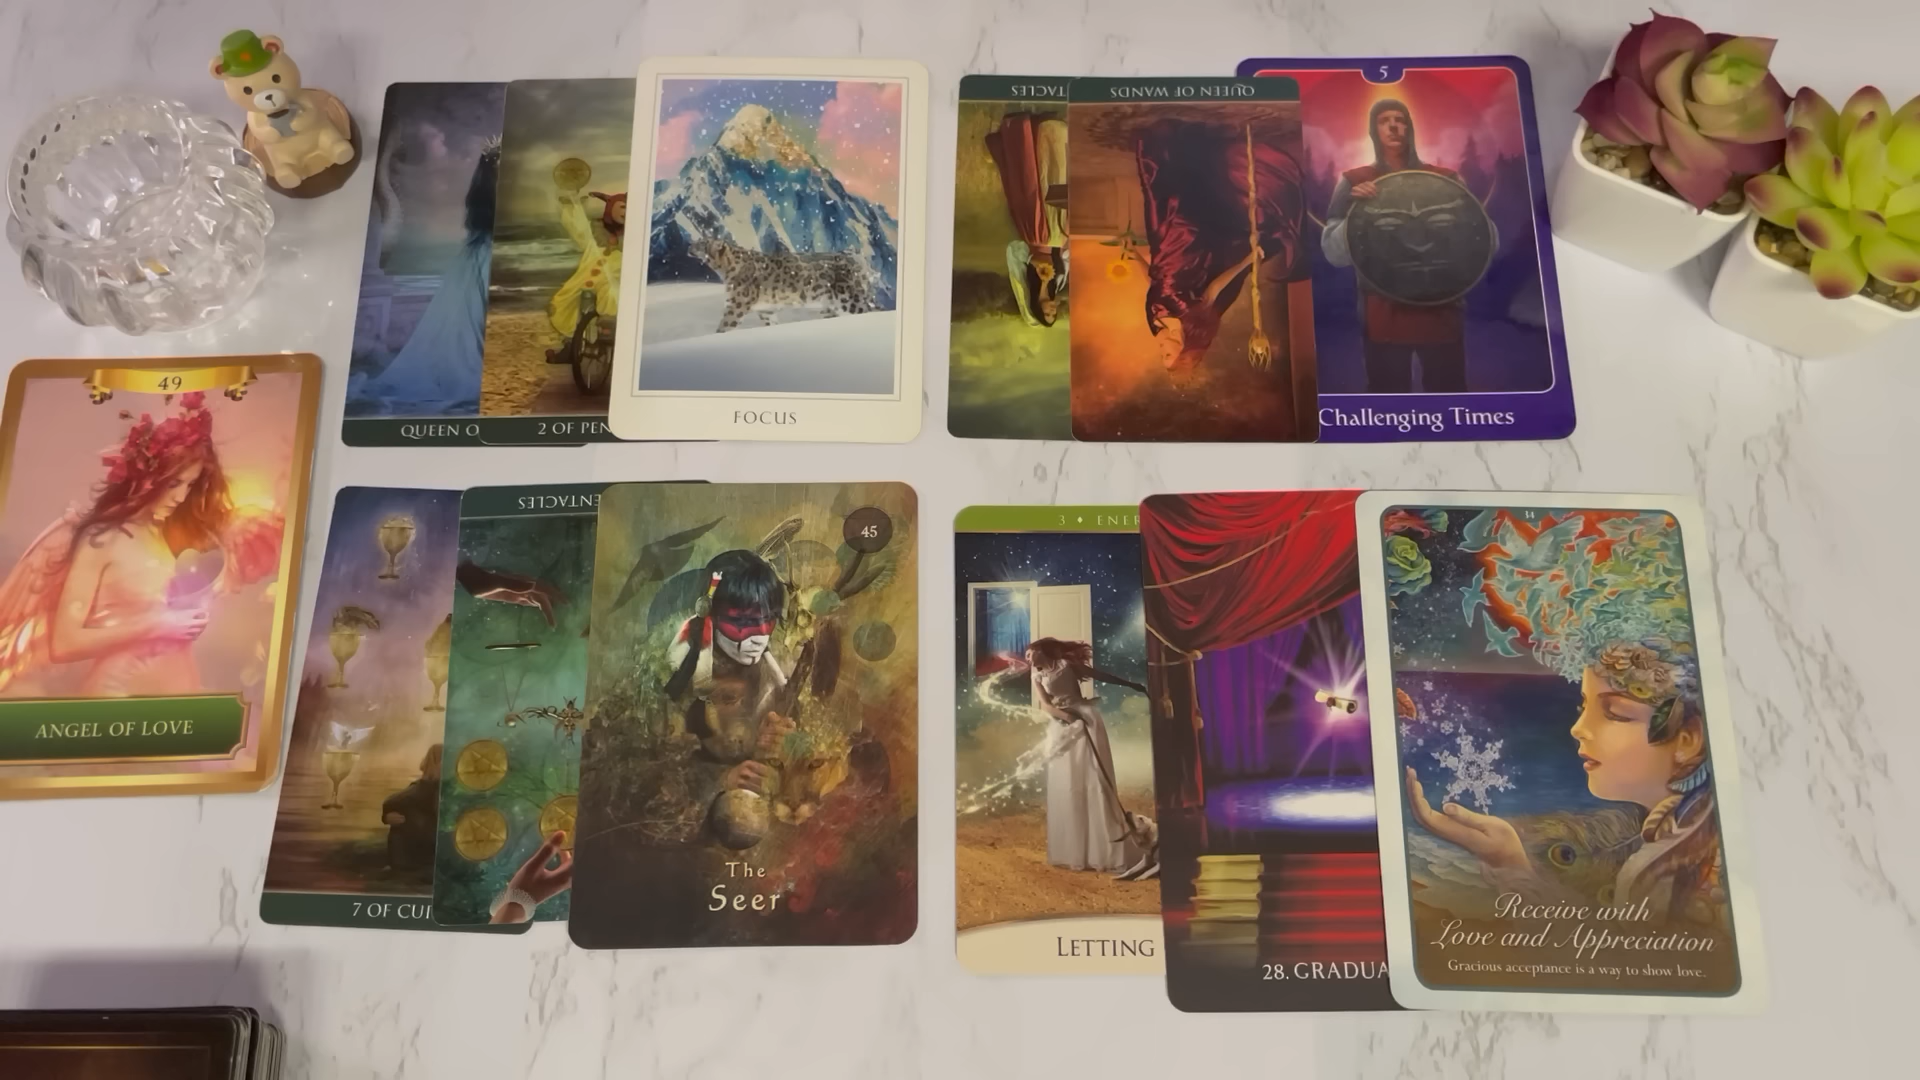 49
ANGEL OF LOVE
QUEEN O
2 OF PEN
FOCUS
TACLES
QUEEN OF WANDS
5
Challenging Times
7 OF CU
ENTACLES
45
The
Seer
3 ♦ ENER
LETTING
28. GRADUA
Receive with
Love and Appreciation
Gracious acceptance is a way to show love.